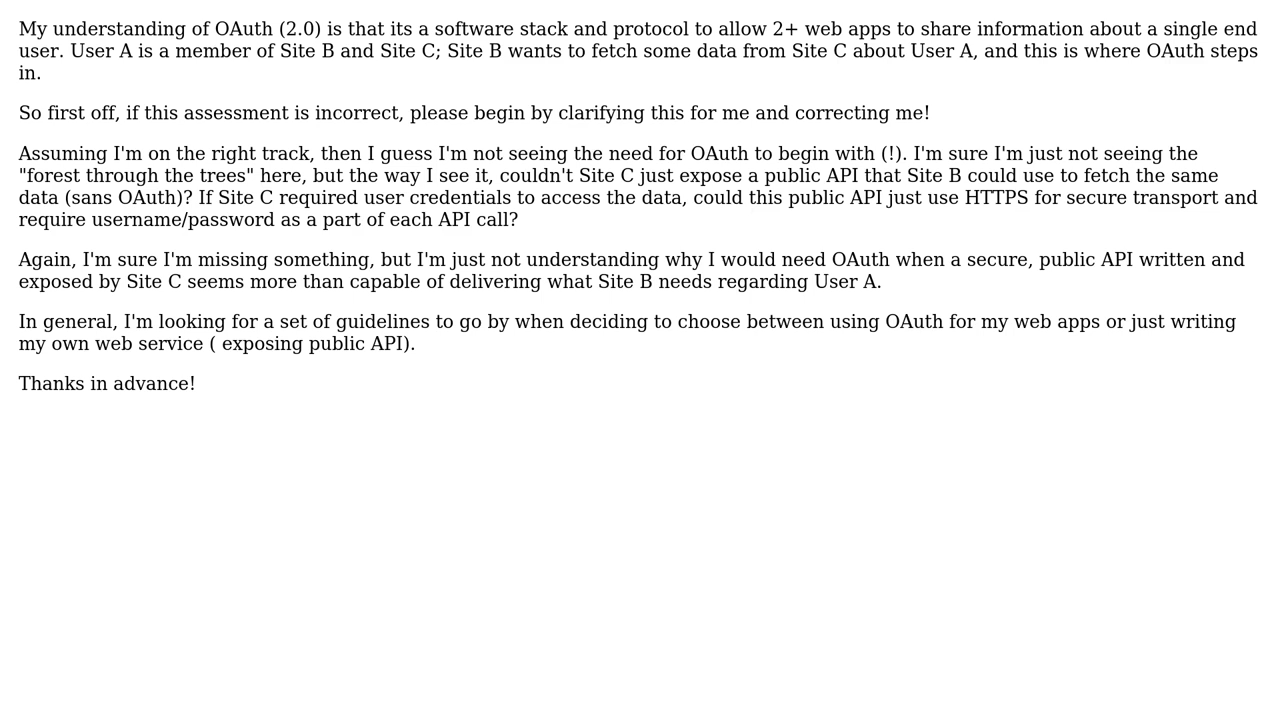 My understanding of OAuth (2.0) is that its a software stack and protocol to allow 2+ web apps to share information about a single end
user. User A is a member of Site B and Site C; Site B wants to fetch some data from Site C about User A, and this is where OAuth steps
in.
So first off, if this assessment is incorrect, please begin by clarifying this for me and correcting me!
Assuming I'm on the right track, then I guess I'm not seeing the need for OAuth to begin with (!). I'm sure I'm just not seeing the
"forest through the trees" here, but the way I see it, couldn't Site C just expose a public API that Site B could use to fetch the same
data (sans OAuth)? If Site C required user credentials to access the data, could this public API just use HTTPS for secure transport and
require username/password as a part of each API call?
Again, I'm sure I'm missing something, but I'm just not understanding why I would need OAuth when a secure, public API written and
exposed by Site C seems more than capable of delivering what Site B needs regarding User A.
In general, I'm looking for a set of guidelines to go by when deciding to choose between using OAuth for my web apps or just writing
my own web service ( exposing public API).
Thanks in advance!